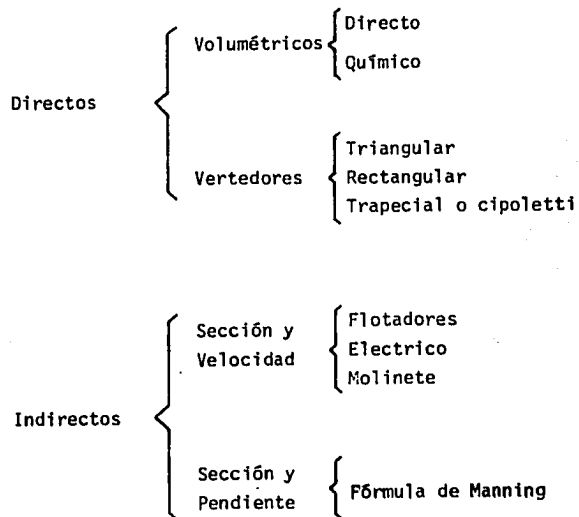 Directos
Volumétricos
Directo
Químico
Vertedores
Triangular
Rectangular
Trapecial o cipoletti
Indirectos
Sección y
Velocidad
Flotadores
Electrico
Molinete
Sección y
Pendiente
Fórmula de Manning